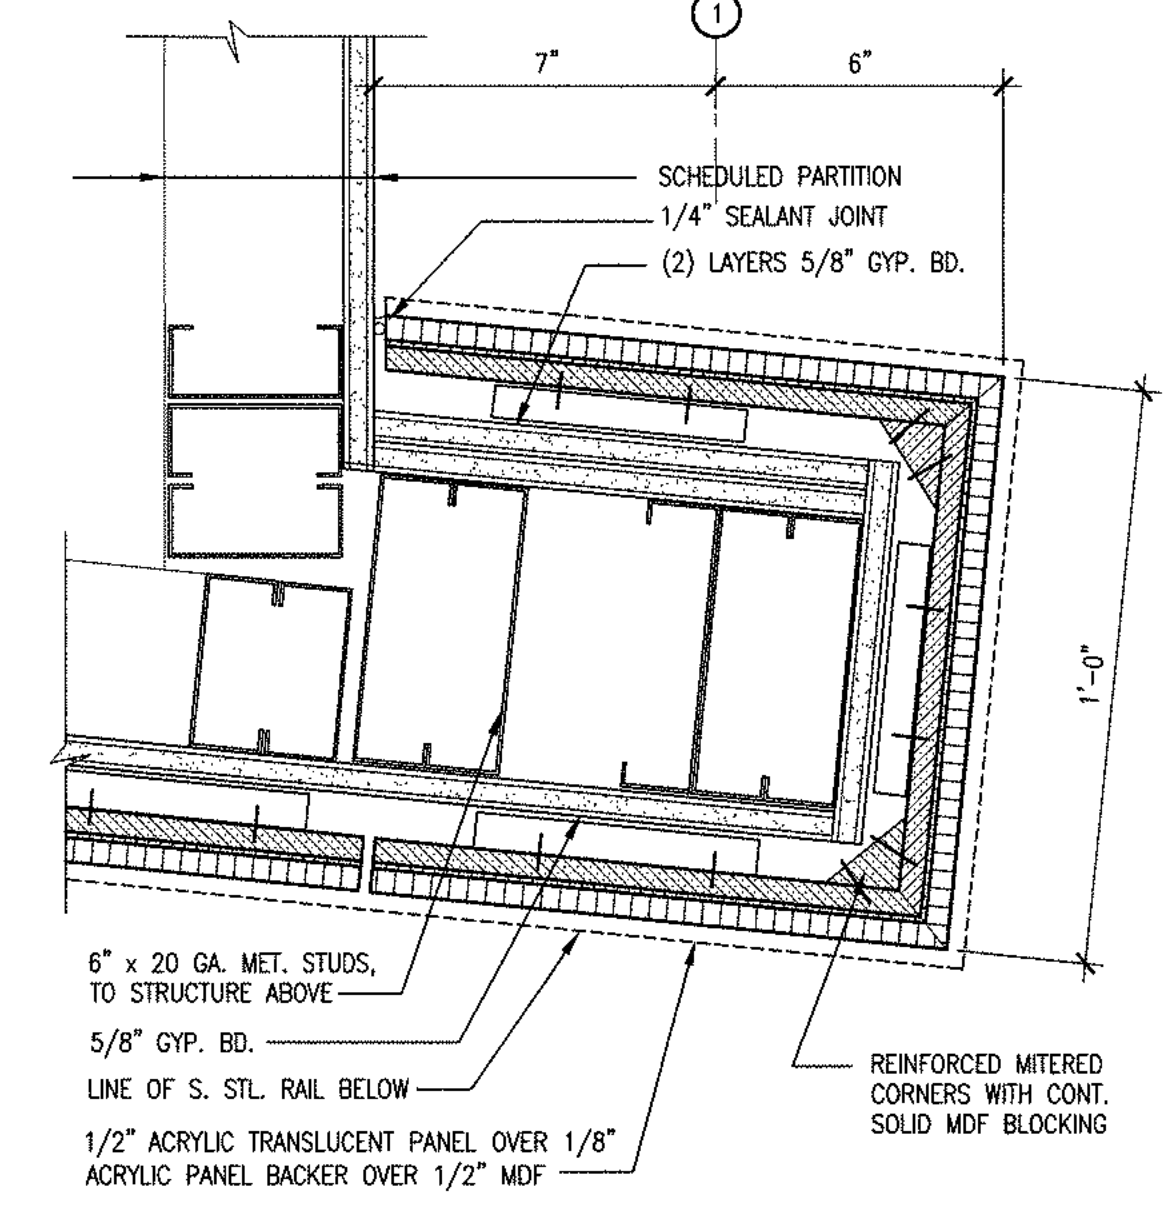 1
7" 6"
SCHEDULED PARTITION
1/4" SEALANT JOINT
(2) LAYERS 5/8" GYP. BD.
1'-0"
6" x 20 GA. MET. STUDS,
TO STRUCTURE ABOVE
5/8" GYP. BD.
LINE OF S. STL. RAIL BELOW
1/2" ACRYLIC TRANSLUCENT PANEL OVER 1/8"
ACRYLIC PANEL BACKER OVER 1/2" MDF
REINFORCED MITERED
CORNERS WITH CONT.
SOLID MDF BLOCKING